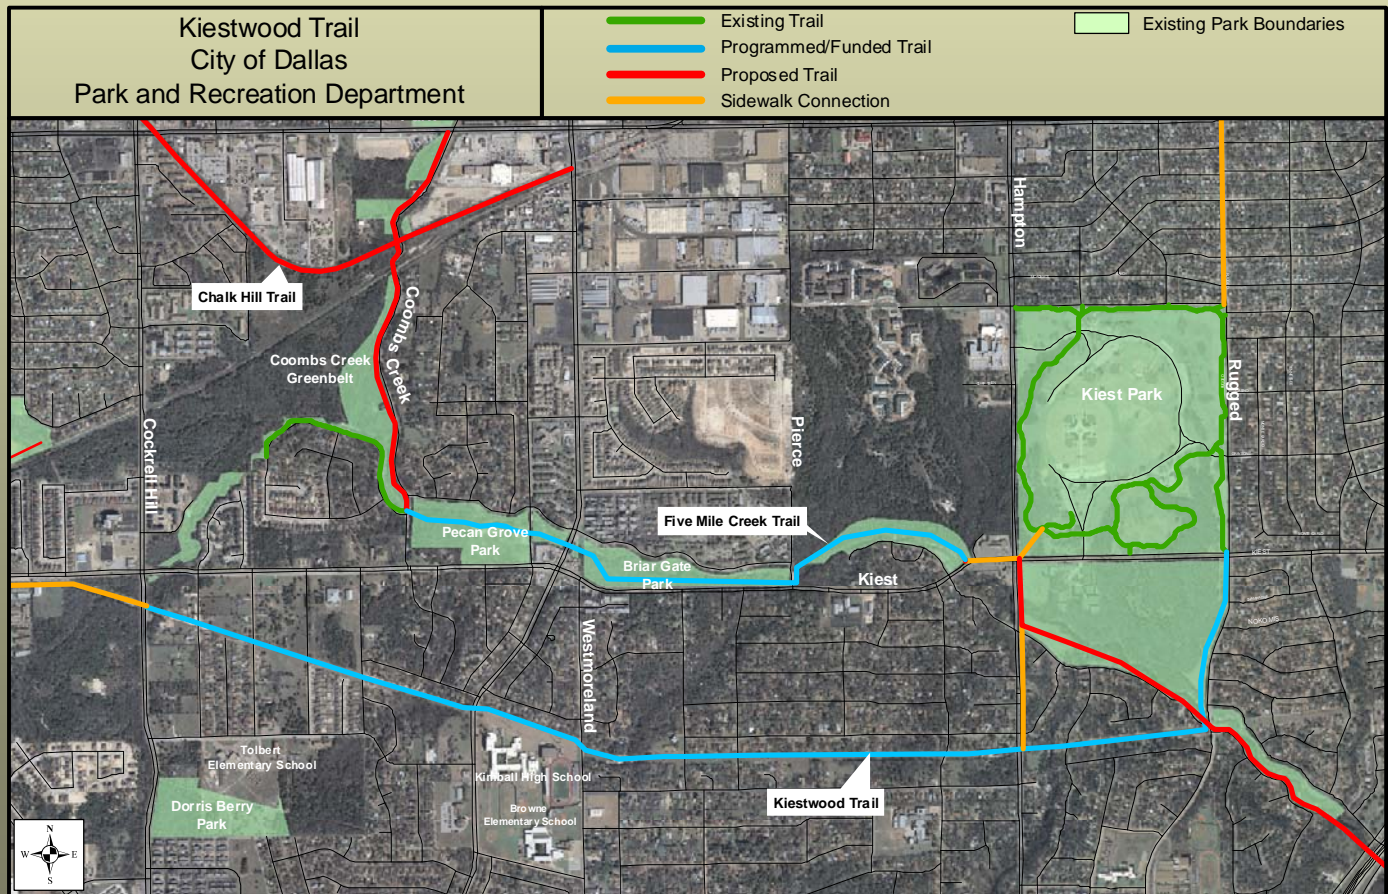 Kiestwood Trail
City of Dallas
Park and Recreation Department
Existing Trail
Programmed/Funded Trail
Proposed Trail
Sidewalk Connection
Existing Park Boundaries
Hampton
Chalk Hill Trail
Coombs Creek
Coombs Creek
Greenbelt
Kiest Park
Rugged
Cockrell Hill
Pierce
Five Mile Creek Trail
Pecan Grove
Park
Briar Gate
Park
Kiest
KIEST
NOKOMIS
Westmoreland
Tolbert
Elementary School
Kimball High School
Dorris Berry
Park
Browne
Elementary School
Kiestwood Trail
N
W
E
S